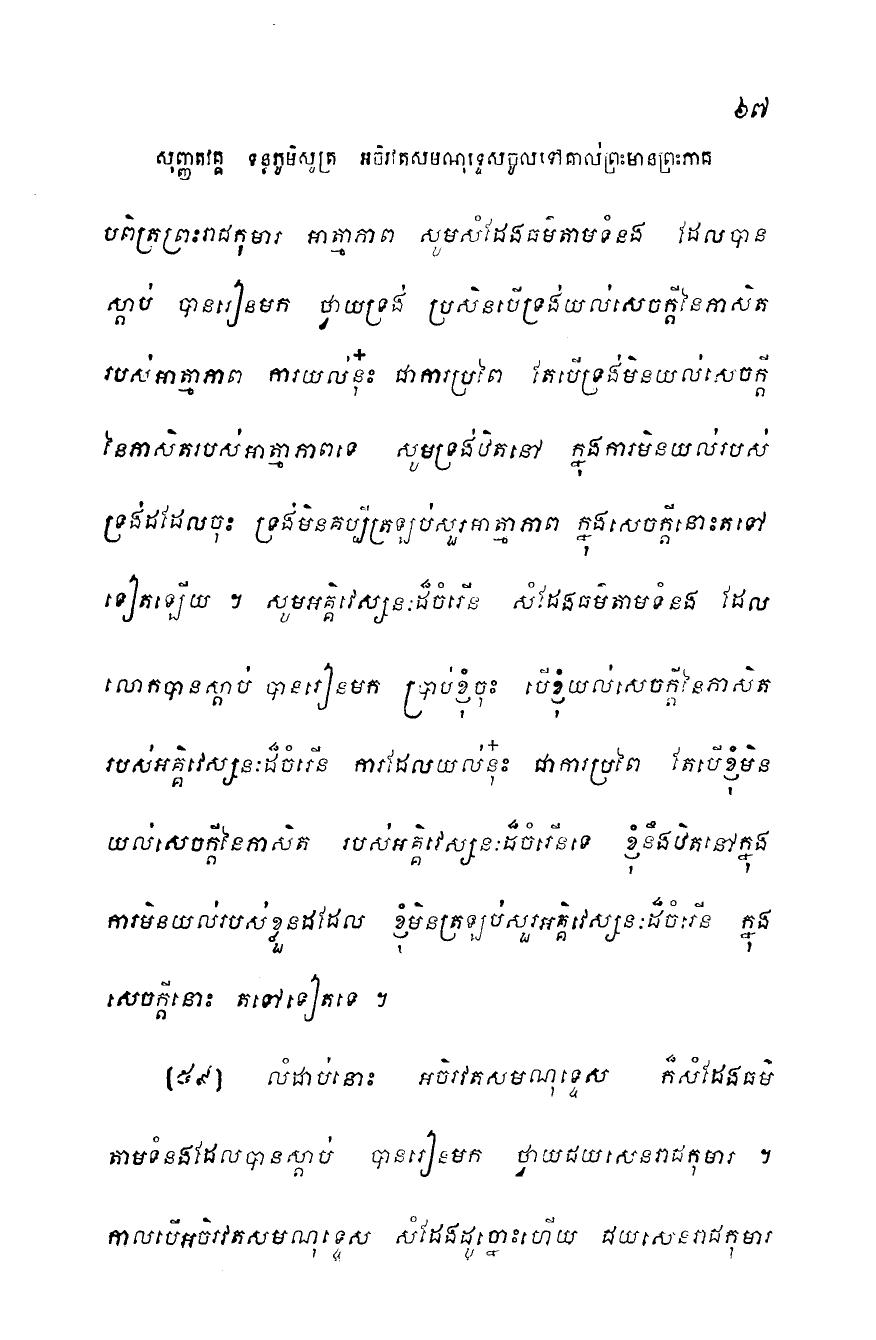 ៦៧
សុញ្ញតវគ្គ ទន្តភូមិសូត្រ អចិរវតសមណុទ្ទេសចូលទៅគាល់ព្រះមានព្រះភាគ
បពិត្រព្រះរាជកុមារ អាត្មាភាព សូមសំដែងធម៌តាមទំនង ដែលបាន
ស្តាប់ បានរៀនមក ថ្វាយទ្រង់ ប្រសិនបើទ្រង់យល់សេចក្តីនៃភាសិត
របស់អាត្មាភាព ការយល់នុ៎ះ ជាការប្រពៃ តែបើទ្រង់មិនយល់សេចក្តី
នៃភាសិតរបស់អាត្មាភាពទេ សូមទ្រង់ឋិតនៅ ក្នុងការមិនយល់របស់
ទ្រង់ដដែលចុះ ទ្រង់មិនគប្បីត្រឡប់សួរអាត្មាភាព ក្នុងសេចក្តីនោះតទៅ
ទៀតឡើយ ។ សូមអគ្គិវេស្សនៈដ៏ចំរើន សំដែងធម៌តាមទំនង ដែល
លោកបានស្តាប់ បានរៀនមក ប្រាប់ខ្ញុំចុះ បើខ្ញុំយល់សេចក្តីនៃភាសិត
របស់អគ្គិវេស្សនៈដ៏ចំរើន ការដែលយល់នុ៎ះ ជាការប្រពៃ តែបើខ្ញុំមិន
យល់សេចក្តីនៃភាសិត របស់អគ្គិវេស្សនៈដ៏ចំរើនទេ ខ្ញុំនឹងឋិតនៅក្នុង
ការមិនយល់របស់ខ្លួនដដែល ខ្ញុំមិនត្រឡប់សួរអគ្គិវេស្សនៈដ៏ចំរើន ក្នុង
សេចក្តីនោះ តទៅទៀតទេ ។
[៥៩] លំដាប់នោះ អចិរវតសមណុទ្ទេស ក៏សំដែងធម៌
តាមទំនងដែលបានស្តាប់ បានរៀនមក ថ្វាយជយសេនរាជកុមារ ។
កាលបើអចិរវតសមណុទ្ទេស សំដែងដូច្នោះហើយ ជយសេនរាជកុមារ